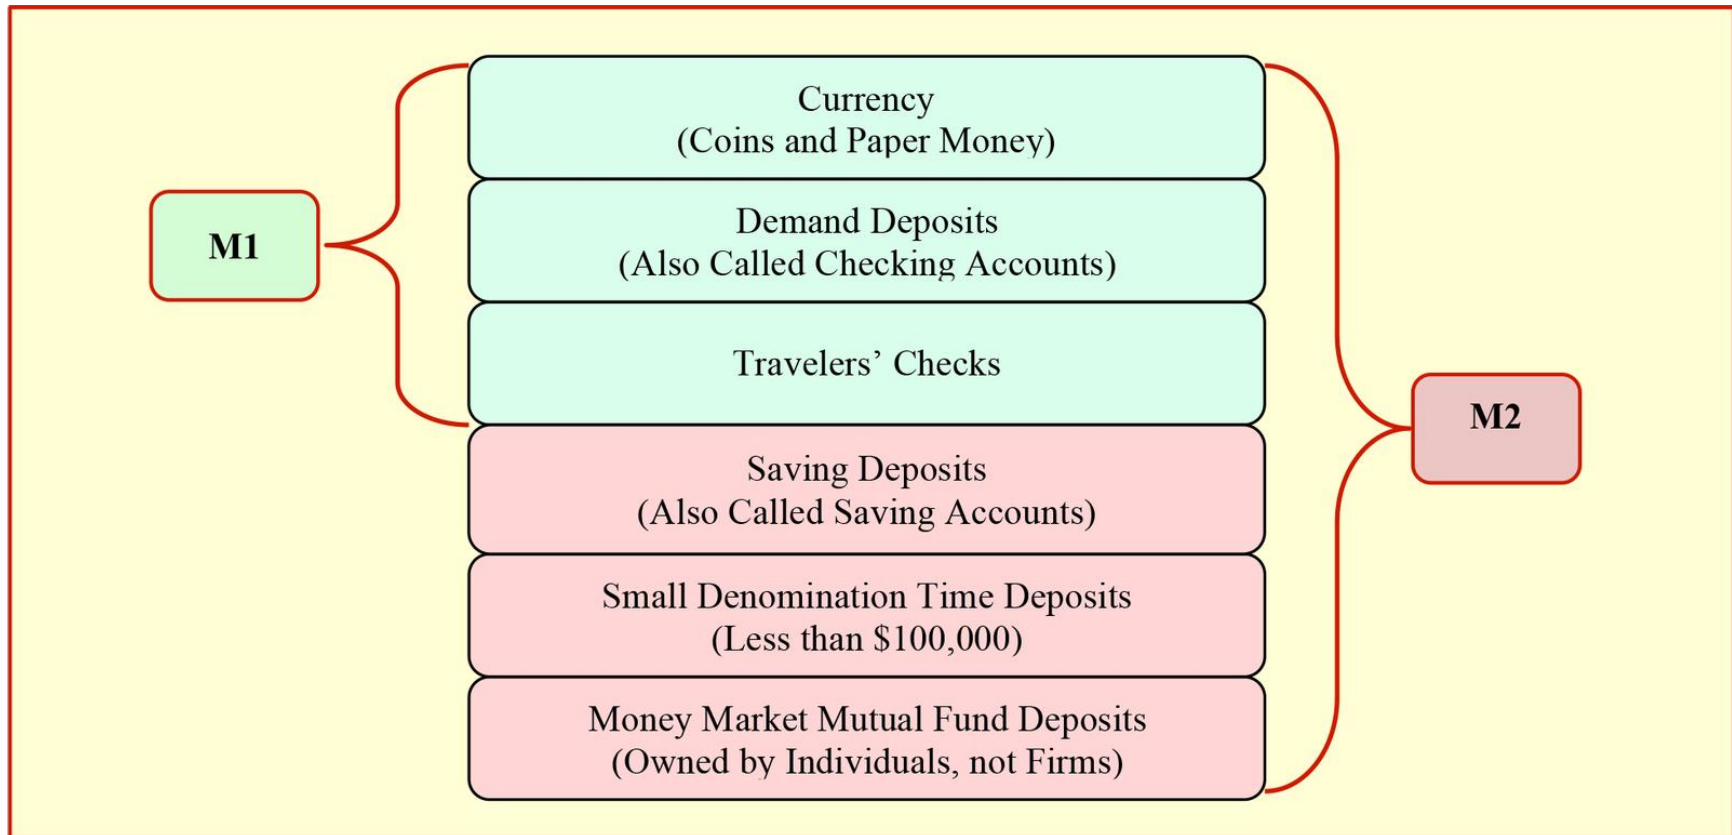 Currency
(Coins and Paper Money)
Demand Deposits
(Also Called Checking Accounts)
M1
Travelers’ Checks
M2
Saving Deposits
(Also Called Saving Accounts)
Small Denomination Time Deposits
(Less than $100,000)
Money Market Mutual Fund Deposits
(Owned by Individuals, not Firms)